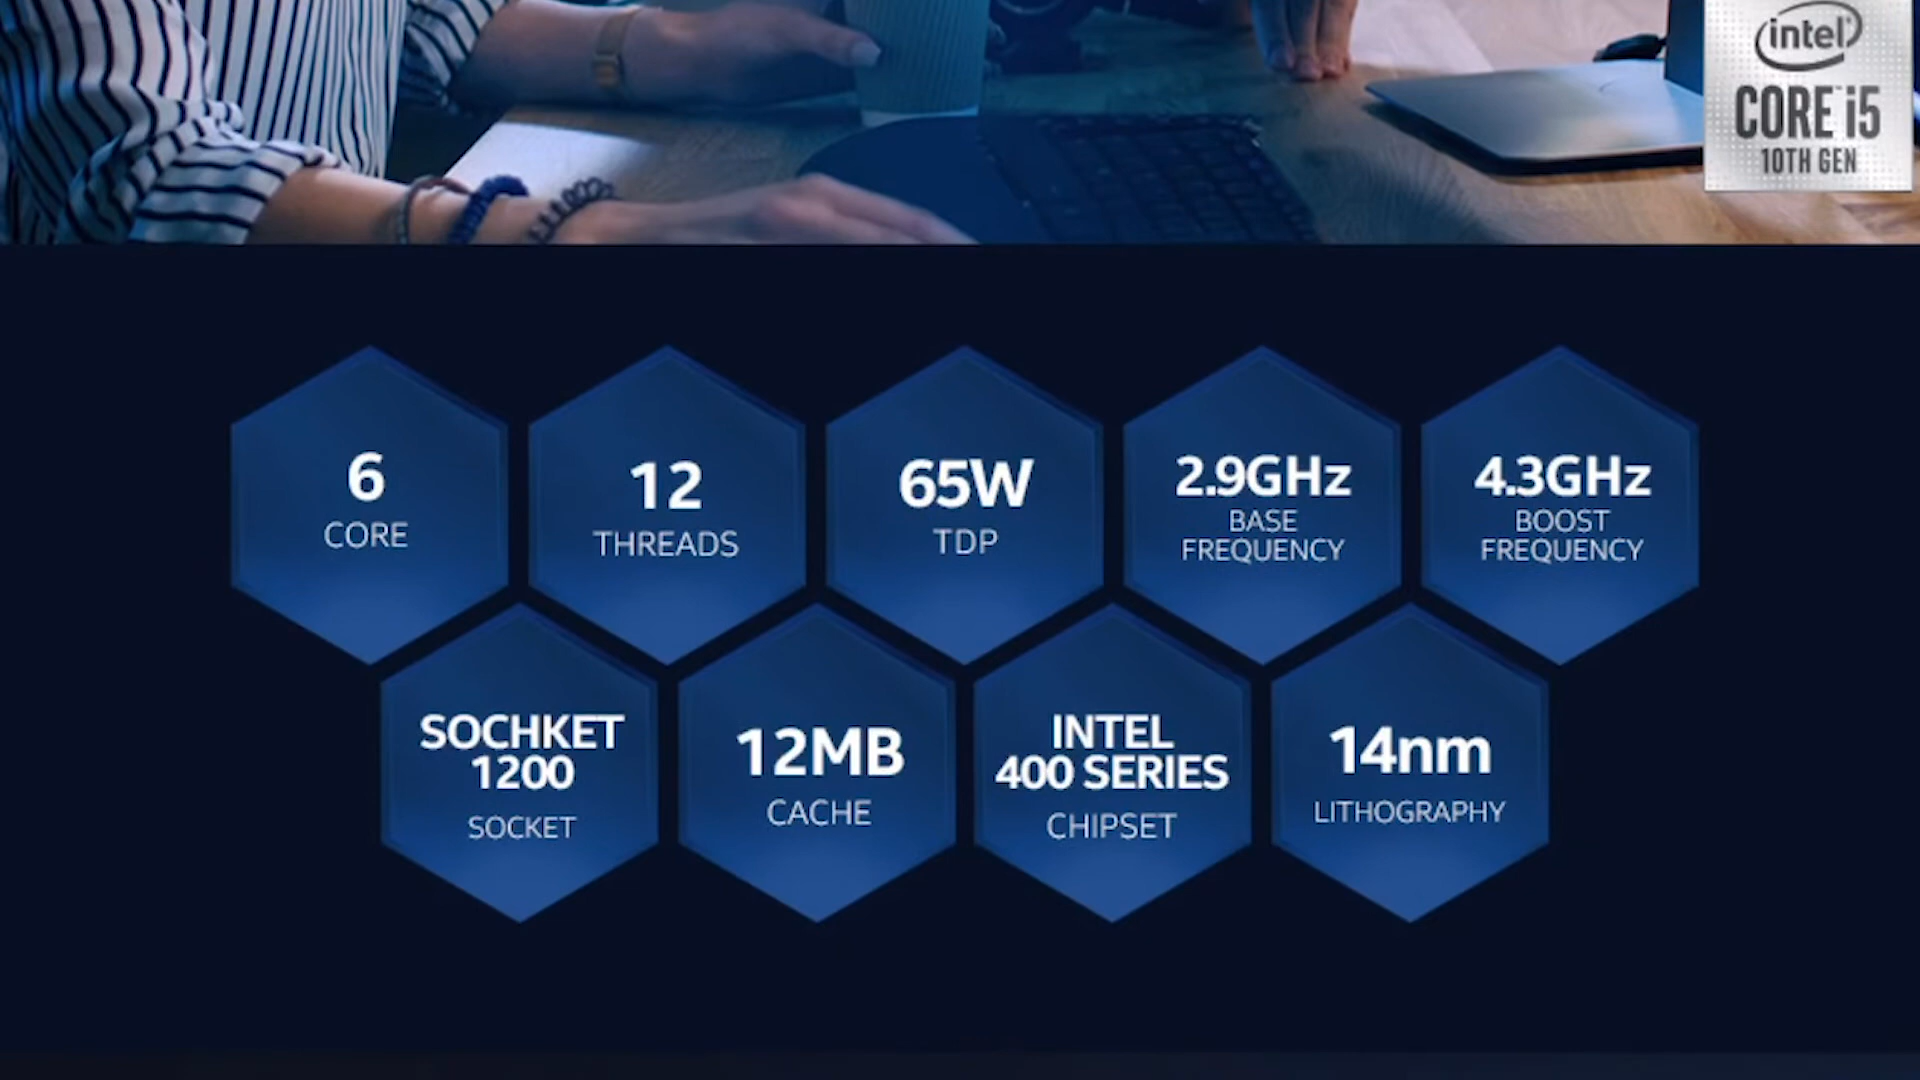 intel
CORE i5
10TH GEN
6
CORE
12
THREADS
65W
TDP
2.9GHz
BASE
FREQUENCY
4.3GHz
BOOST
FREQUENCY
SOCHKET
1200
SOCKET
12MB
CACHE
INTEL
400 SERIES
CHIPSET
14nm
LITHOGRAPHY